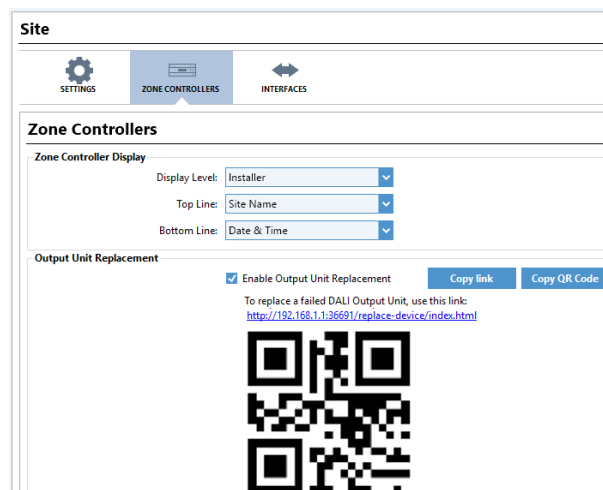 Site
SETTINGS ZONE CONTROLLERS INTERFACES
Zone Controllers
Zone Controller Display
Display Level: Installer
Top Line: Site Name
Bottom Line: Date & Time
Output Unit Replacement
Enable Output Unit Replacement Copy link Copy QR Code
To replace a failed DALI Output Unit, use this link:
http://192.168.1.1:36691/replace-device/index.html